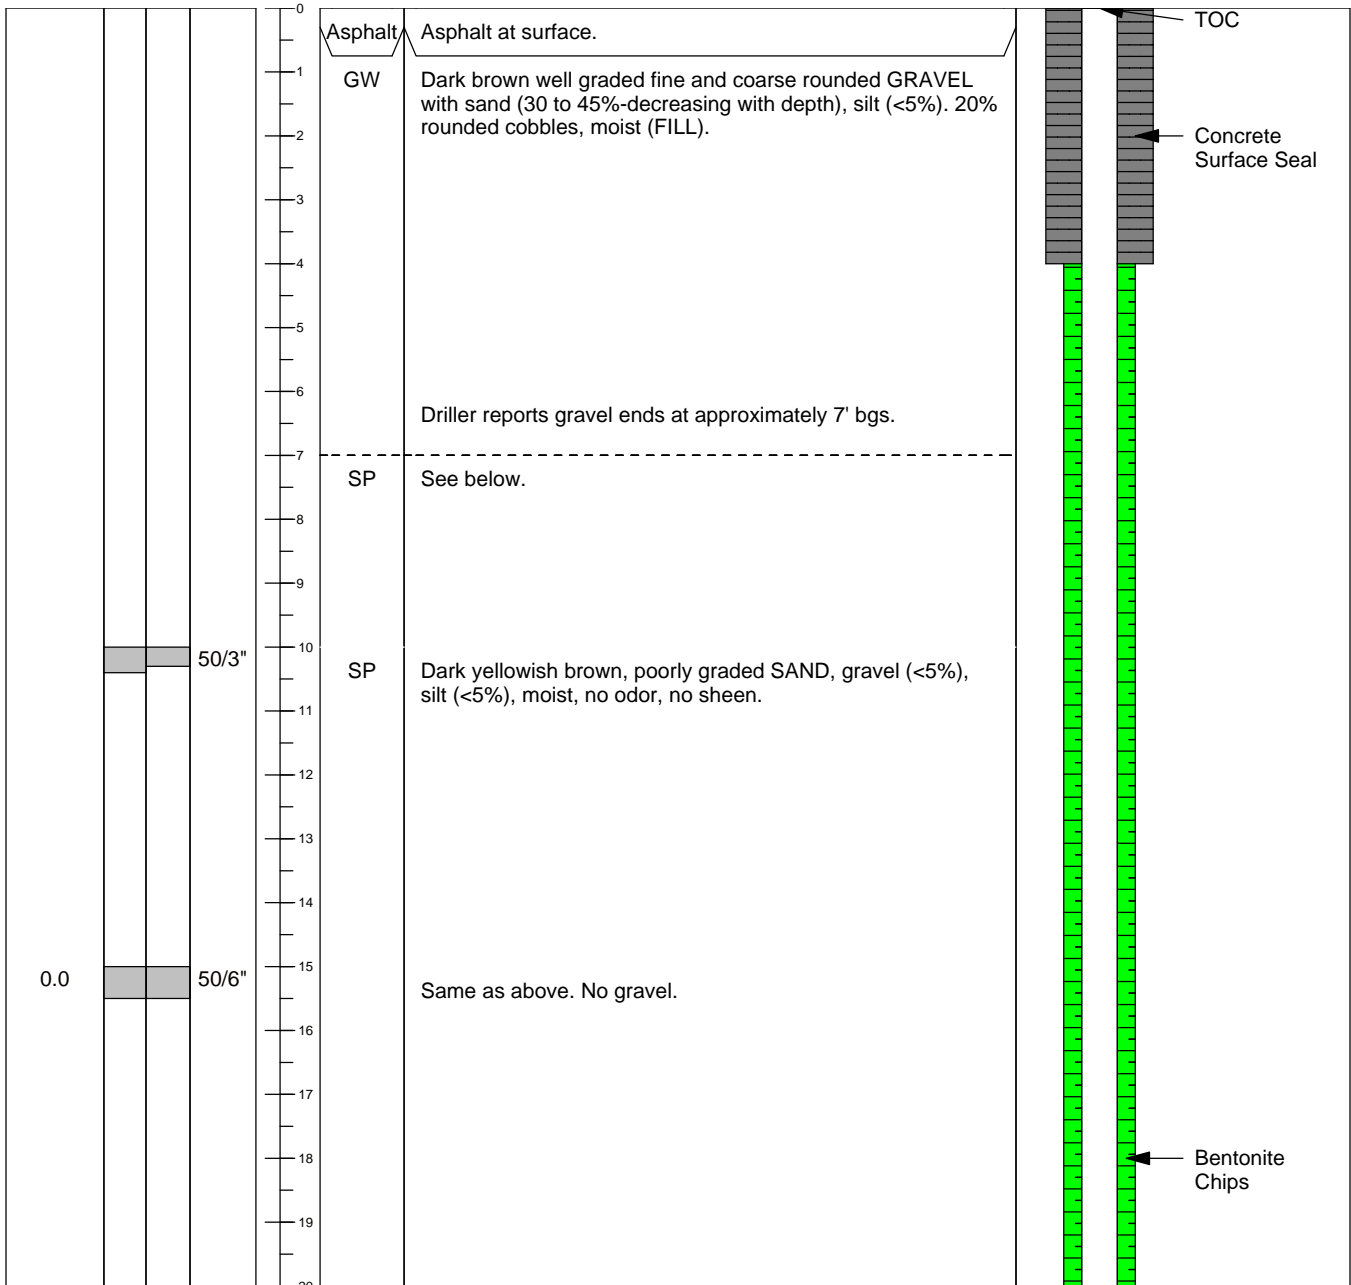 0
Asphalt Asphalt at surface.
TOC
1
GW Dark brown well graded fine and coarse rounded GRAVEL
with sand (30 to 45%-decreasing with depth), silt (<5%). 20%
rounded cobbles, moist (FILL).
2
Concrete
Surface Seal
3
4
5
6
Driller reports gravel ends at approximately 7' bgs.
7
SP See below.
8
9
10
50/3"
SP Dark yellowish brown, poorly graded SAND, gravel (<5%),
silt (<5%), moist, no odor, no sheen.
11
12
13
14
15
0.0 50/6"
Same as above. No gravel.
16
17
18
Bentonite
Chips
19
20